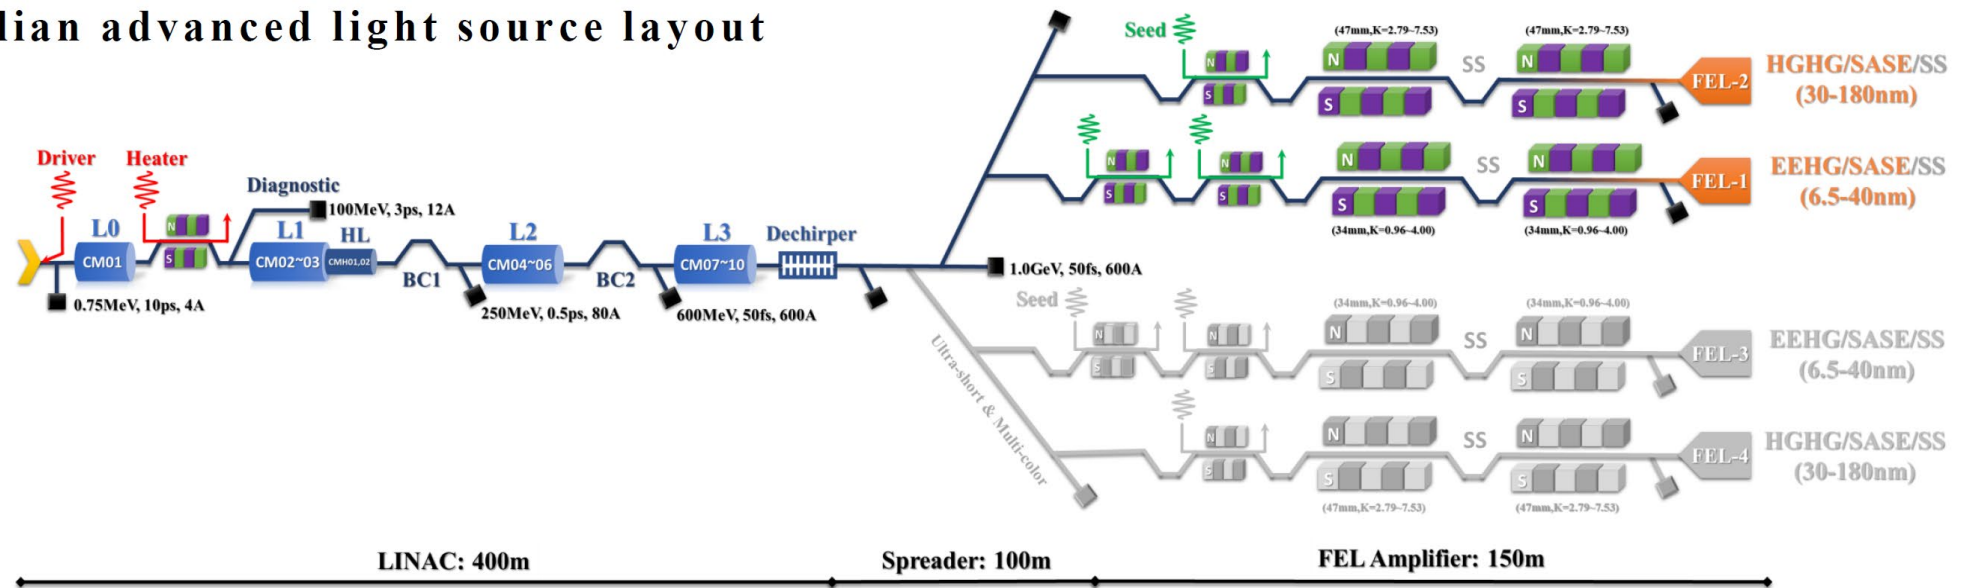 lian advanced light source layout
Seed
(47mm,K=2.79~7.53)
(47mm,K=2.79~7.53)
N
S
N
S
SS
N
S
FEL-2
HGHG/SASE/SS
(30-180nm)
Driver
Heater
Diagnostic
100MeV, 3ps, 12A
N
S
N
S
N
S
SS
N
S
FEL-1
EEHG/SASE/SS
(6.5-40nm)
(34mm,K=0.96~4.00)
(34mm,K=0.96~4.00)
L0
CM01
N
S
L1
CM02~03
HL
CMH01,02
BC1
L2
CM04~06
BC2
L3
CM07~10
Dechirper
1.0GeV, 50fs, 600A
0.75MeV, 10ps, 4A
250MeV, 0.5ps, 80A
600MeV, 50fs, 600A
Seed
(34mm,K=0.96~4.00)
(34mm,K=0.96~4.00)
N
S
N
S
N
S
SS
N
S
FEL-3
EEHG/SASE/SS
(6.5-40nm)
Ultra-short & Multi-color
N
S
N
S
SS
N
S
FEL-4
HGHG/SASE/SS
(30-180nm)
(47mm,K=2.79~7.53)
(47mm,K=2.79~7.53)
LINAC: 400m
Spreader: 100m
FEL Amplifier: 150m